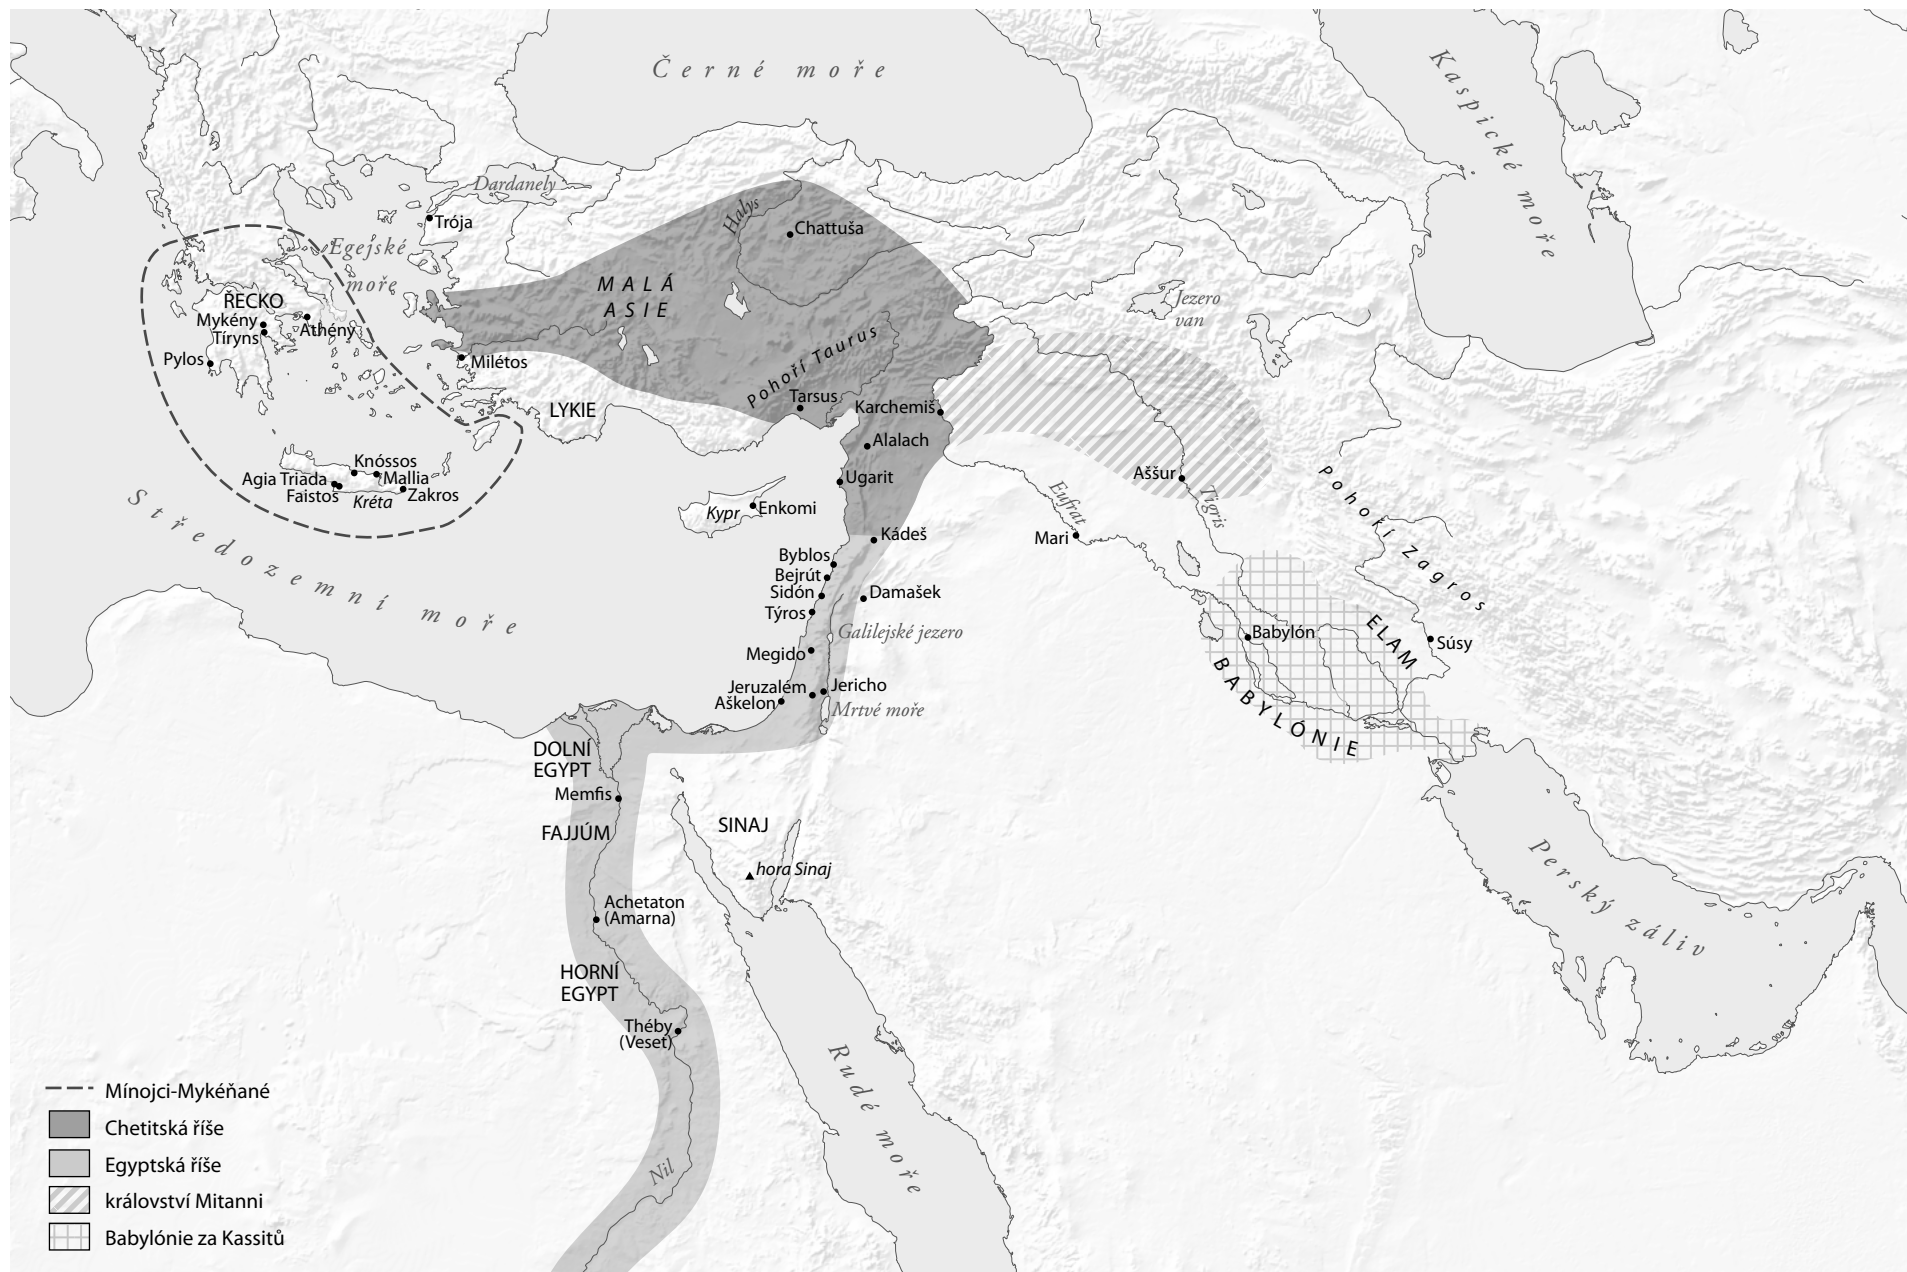 Černé moře
Kaspické moře
Dardanely
Trója
Halys
Chattuša
Egejské
moře
MALÁ
ASIE
ŘECKO
Mykény
Tíryns
Athény
Pylos
Milétos
Jezero
van
Pohoří Taurus
Tarsus
LYKIE
Karchemiš
Alalach
Ugarit
Knóssos
Mallia
Agia Triada
Faistos
Zakros
Kréta
Kypr
Enkomi
Aššur
Tigris
Eufrat
Mari
Pohoří Zagros
Středozemní moře
Kádeš
Byblos
Bejrút
Sidón
Týros
Damašek
Galilejské jezero
Megido
Jeruzalém
Aškelon
Jericho
Mrtvé moře
Babylón
ELAM
Súsy
BABYLÓNIE
DOLNÍ
EGYPT
Memfis
FAJJÚM
SINAJ
hora Sinaj
Achetaton
(Amarna)
HORNÍ
EGYPT
Théby
(Veset)
Nil
Rudé moře
Perský záliv
Mínojci-Mykéňané
Chetitská říše
Egyptská říše
království Mitanni
Babylónie za Kassitů